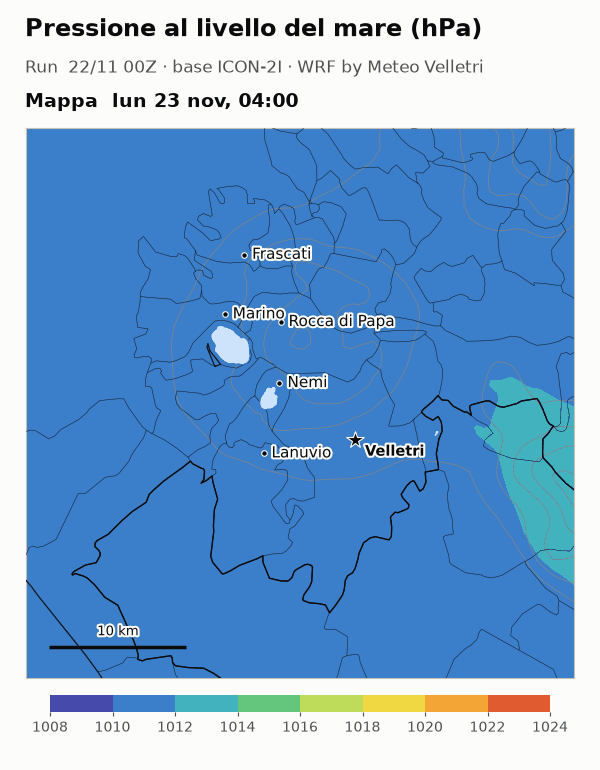 Pressione al livello del mare (hPa)
Run  22/11 00Z · base ICON-2I · WRF by Meteo Velletri
Mappa  lun 23 nov, 04:00
Frascati
Marino
Rocca di Papa
Nemi
Lanuvio
Velletri
10 km
1008 1010 1012 1014 1016 1018 1020 1022 1024